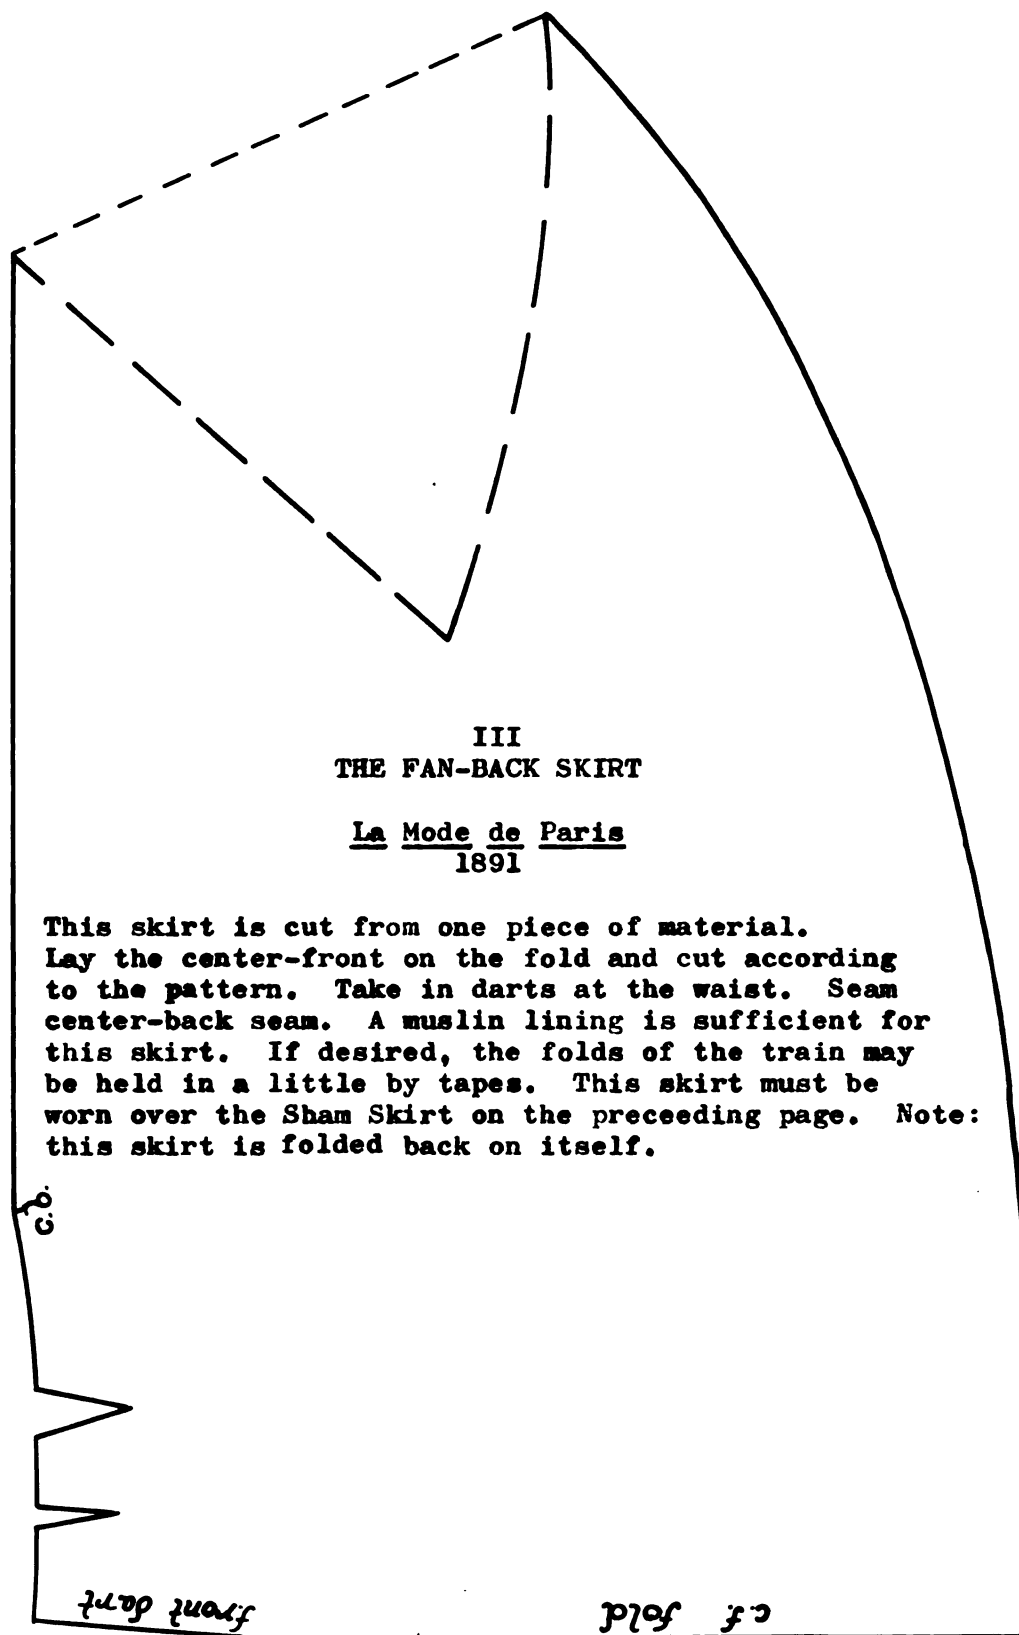 III
THE FAN-BACK SKIRT
La Mode de Paris
1891
This skirt is cut from one piece of material.
Lay the center-front on the fold and cut according
to the pattern. Take in darts at the waist. Seam
center-back seam. A muslin lining is sufficient for
this skirt. If desired, the folds of the train may
be held in a little by tapes. This skirt must be
worn over the Sham Skirt on the preceeding page. Note:
this skirt is folded back on itself.
c.b.
front dart
c.f. fold